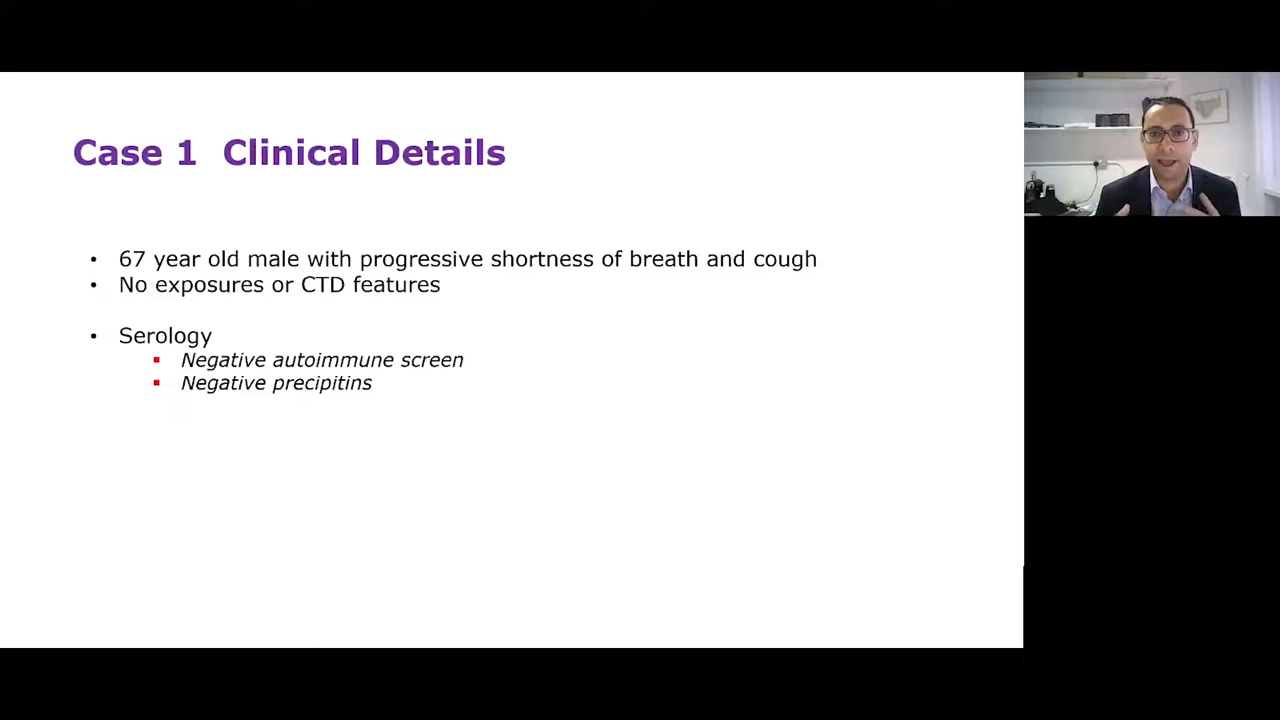 Case 1 Clinical Details
• 67 year old male with progressive shortness of breath and cough
• No exposures or CTD features
• Serology
▪ Negative autoimmune screen
▪ Negative precipitins